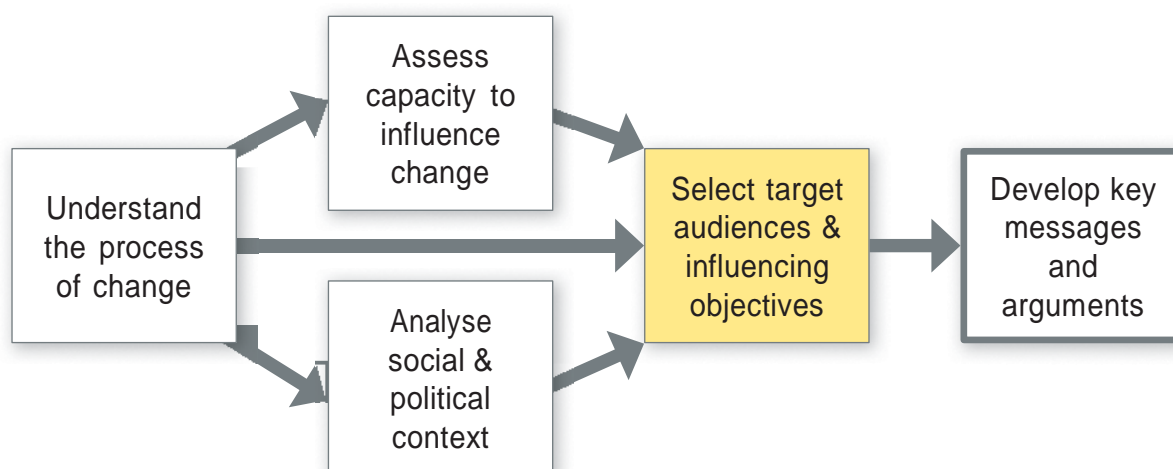 Understand
the process
of change
Assess
capacity to
influence
change
Analyse
social &
political
context
Select target
audiences &
influencing
objectives
Develop key
messages
and
arguments